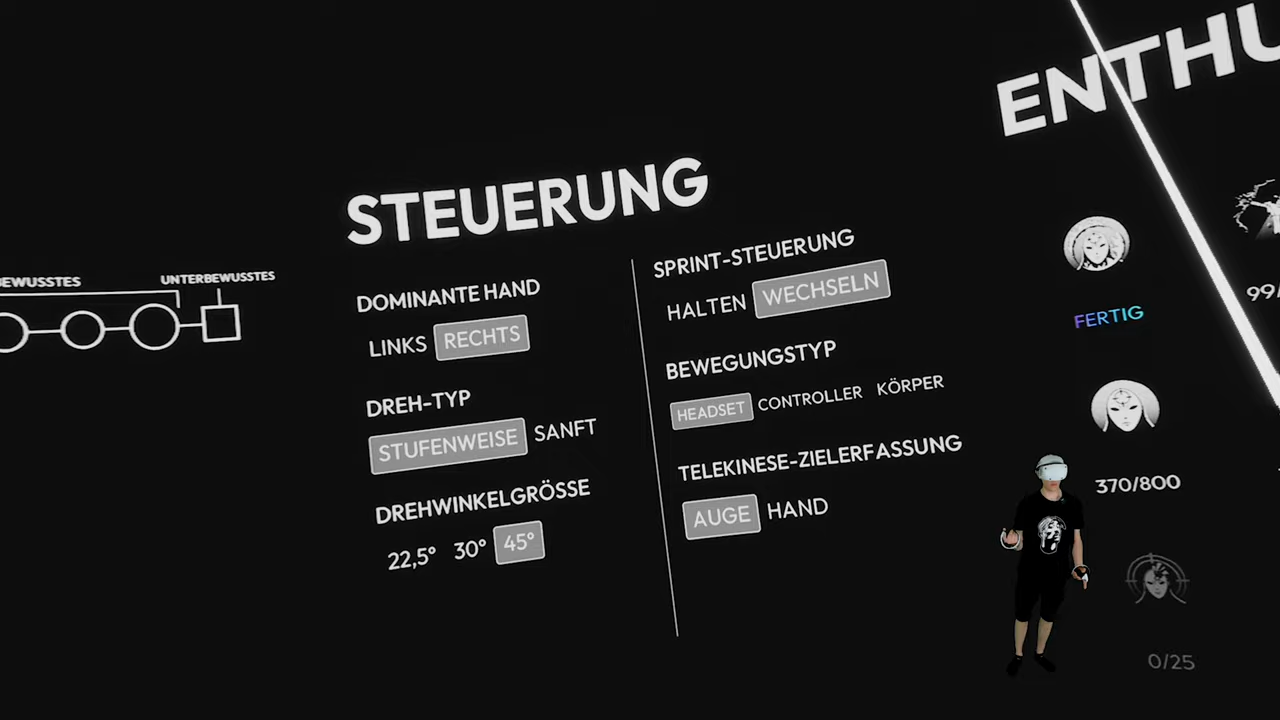 BEWUSSTES
UNTERBEWUSSTES
STEUERUNG
DOMINANTE HAND
LINKS RECHTS
DREH-TYP
STUFENWEISE SANFT
DREHWINKELGRÖSSE
22,5° 30° 45°
SPRINT-STEUERUNG
HALTEN WECHSELN
BEWEGUNGSTYP
HEADSET CONTROLLER KÖRPER
TELEKINESE-ZIELERFASSUNG
AUGE HAND
ENTHU
FERTIG
99/
370/800
0/25